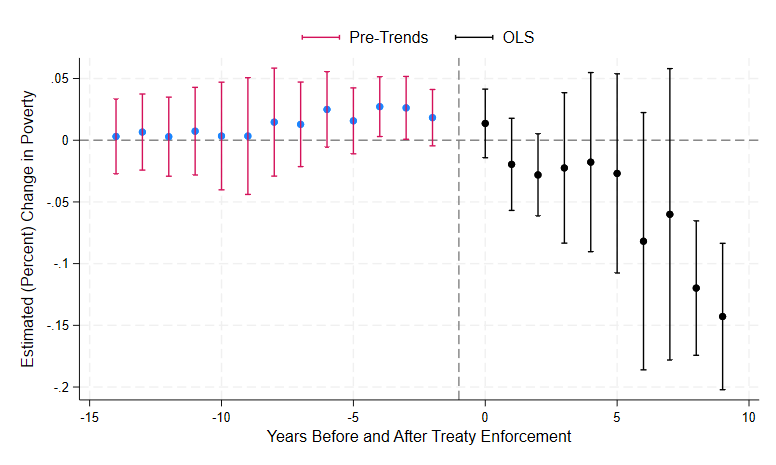 Pre-Trends OLS
Estimated (Percent) Change in Poverty
.05
0
-.05
-.1
-.15
-.2
-15 -10 -5 0 5 10
Years Before and After Treaty Enforcement